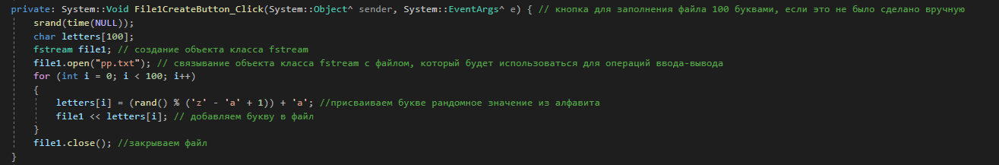 private: System::Void File1CreateButton_Click(System::Object^ sender, System::EventArgs^ e) { // кнопка для заполнения файла 100 буквами, если это не было сделано вручную
srand(time(NULL));
char letters[100];
fstream file1; // создание объекта класса fstream
file1.open("pp.txt"); // связывание объекта класса fstream с файлом, который будет использоваться для операций ввода-вывода
for (int i = 0; i < 100; i++)
{
letters[i] = (rand() % ('z' - 'a' + 1)) + 'a'; //присваиваем букве рандомное значение из алфавита
file1 << letters[i]; // добавляем букву в файл
}
file1.close(); //закрываем файл
}